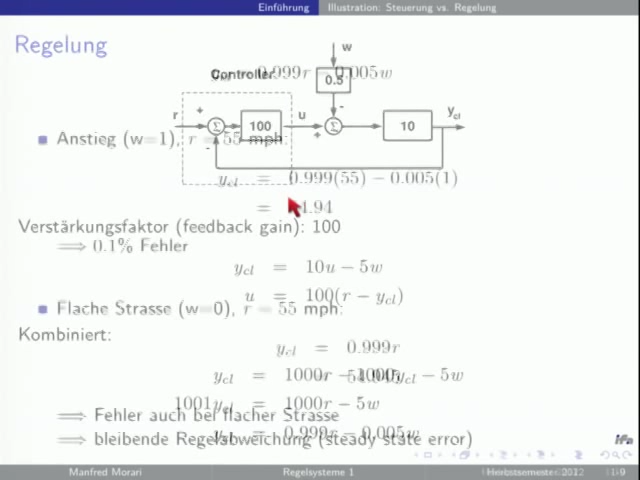 Einführung Illustration: Steuerung vs. Regelung
Regelung
w
Controller 0.999r − 0.005w
0.5
r + Σ 100 u Σ 10 y_cl
- + -
Anstieg (w=1), r = 55 mph:
y_cl = 0.999(55) − 0.005(1)
= 54.94
Verstärkungsfaktor (feedback gain): 100
⟹ 0.1% Fehler
y_cl = 10u − 5w
u = 100(r − y_cl)
Flache Strasse (w=0), r = 55 mph:
Kombiniert:
y_cl = 0.999r
y_cl = 1000r − 1000y_cl − 5w
1001y_cl = 1000r − 5w
⟹ Fehler auch bei flacher Strasse
y_cl = 0.999r − 0.005w
⟹ bleibende Regelabweichung (steady state error)
Manfred Morari Regelsysteme 1 Herbstsemester 2012